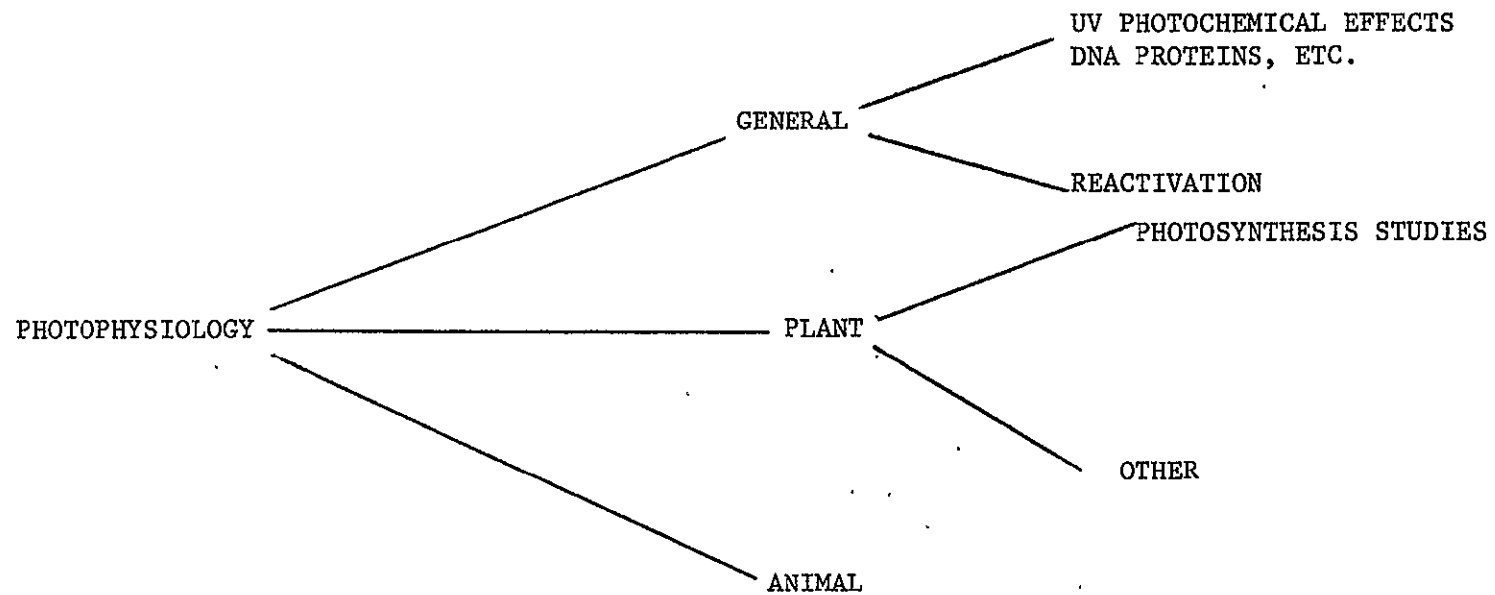 UV PHOTOCHEMICAL EFFECTS
DNA PROTEINS, ETC.
GENERAL
REACTIVATION
PHOTOSYNTHESIS STUDIES
PHOTOPHYSIOLOGY
PLANT
OTHER
ANIMAL